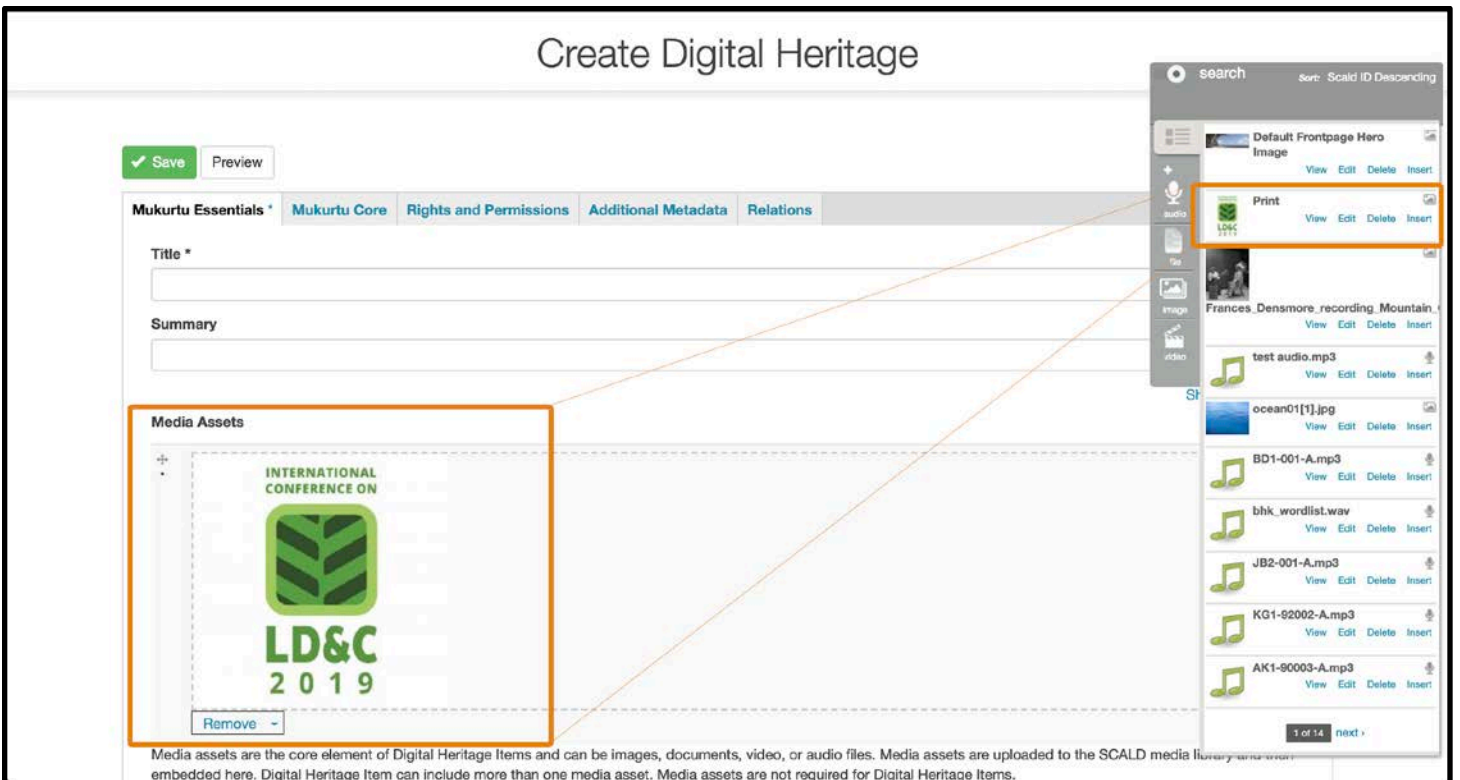 Create Digital Heritage
search
Sort: Scald ID Descending
Save
Preview
Mukurtu Essentials *
Mukurtu Core
Rights and Permissions
Additional Metadata
Relations
Title *
Summary
Media Assets
INTERNATIONAL
CONFERENCE ON
LD&C
2019
Remove
Media assets are the core element of Digital Heritage Items and can be images, documents, video, or audio files. Media assets are uploaded to the SCALD media library and then
embedded here. Digital Heritage Item can include more than one media asset. Media assets are not required for Digital Heritage Items.
audio
file
image
video
Default Frontpage Hero
Image
View Edit Delete Insert
LD&C
2019
Print
View Edit Delete Insert
Frances_Densmore_recording_Mountain_
View Edit Delete Insert
test audio.mp3
View Edit Delete Insert
ocean01[1].jpg
View Edit Delete Insert
BD1-001-A.mp3
View Edit Delete Insert
bhk_wordlist.wav
View Edit Delete Insert
JB2-001-A.mp3
View Edit Delete Insert
KG1-92002-A.mp3
View Edit Delete Insert
AK1-90003-A.mp3
View Edit Delete Insert
1 of 14 next ›